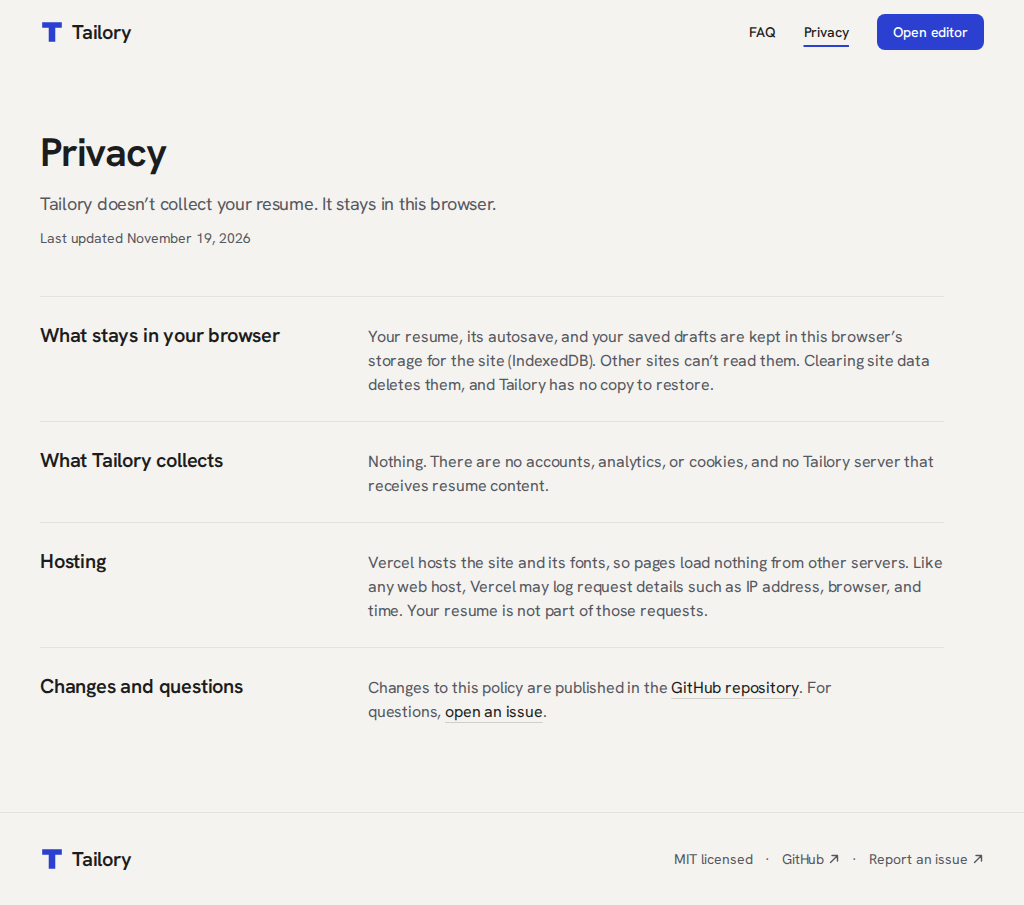 Tailory
FAQ
Privacy
Open editor
Privacy
Tailory doesn’t collect your resume. It stays in this browser.
Last updated November 19, 2026
What stays in your browser
Your resume, its autosave, and your saved drafts are kept in this browser’s
storage for the site (IndexedDB). Other sites can’t read them. Clearing site data
deletes them, and Tailory has no copy to restore.
What Tailory collects
Nothing. There are no accounts, analytics, or cookies, and no Tailory server that
receives resume content.
Hosting
Vercel hosts the site and its fonts, so pages load nothing from other servers. Like
any web host, Vercel may log request details such as IP address, browser, and
time. Your resume is not part of those requests.
Changes and questions
Changes to this policy are published in the GitHub repository. For
questions, open an issue.
Tailory
MIT licensed · GitHub ↗ · Report an issue ↗